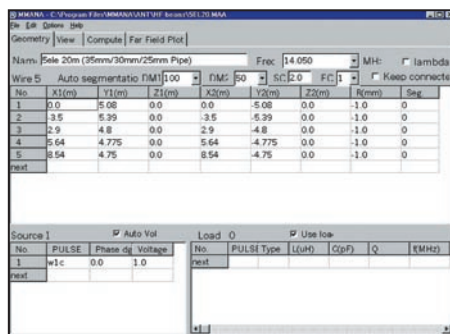 MMANA - C:\Program Files\MMANA\ANT\HF beams\5EL20.MAA
File Edit Options Help
Geometry View Compute Far Field Plot
Nam: 5ele 20m (35mm/30mm/25mm Pipe) Fre: 14.050 MH: lambda
Wire 5 Auto segmentatio DM1 100 DM2 50 SC 2.0 EC 1 Keep connecte
No. X1(m) Y1(m) Z1(m) X2(m) Y2(m) Z2(m) R(mm) Seg.
1 0.0 5.08 0.0 0.0 -5.08 0.0 -1.0 0
2 -3.5 5.39 0.0 -3.5 -5.39 0.0 -1.0 0
3 2.9 4.8 0.0 2.9 -4.8 0.0 -1.0 0
4 5.64 4.775 0.0 5.64 -4.775 0.0 -1.0 0
5 8.54 4.75 0.0 8.54 -4.75 0.0 -1.0 0
next
Source 1 Auto Vol Load 0 Use loa
No. PULSE Phase dg Voltage No. PULSE Type L(uH) C(pF) Q f(MHz)
1 w1c 0.0 1.0 next
next